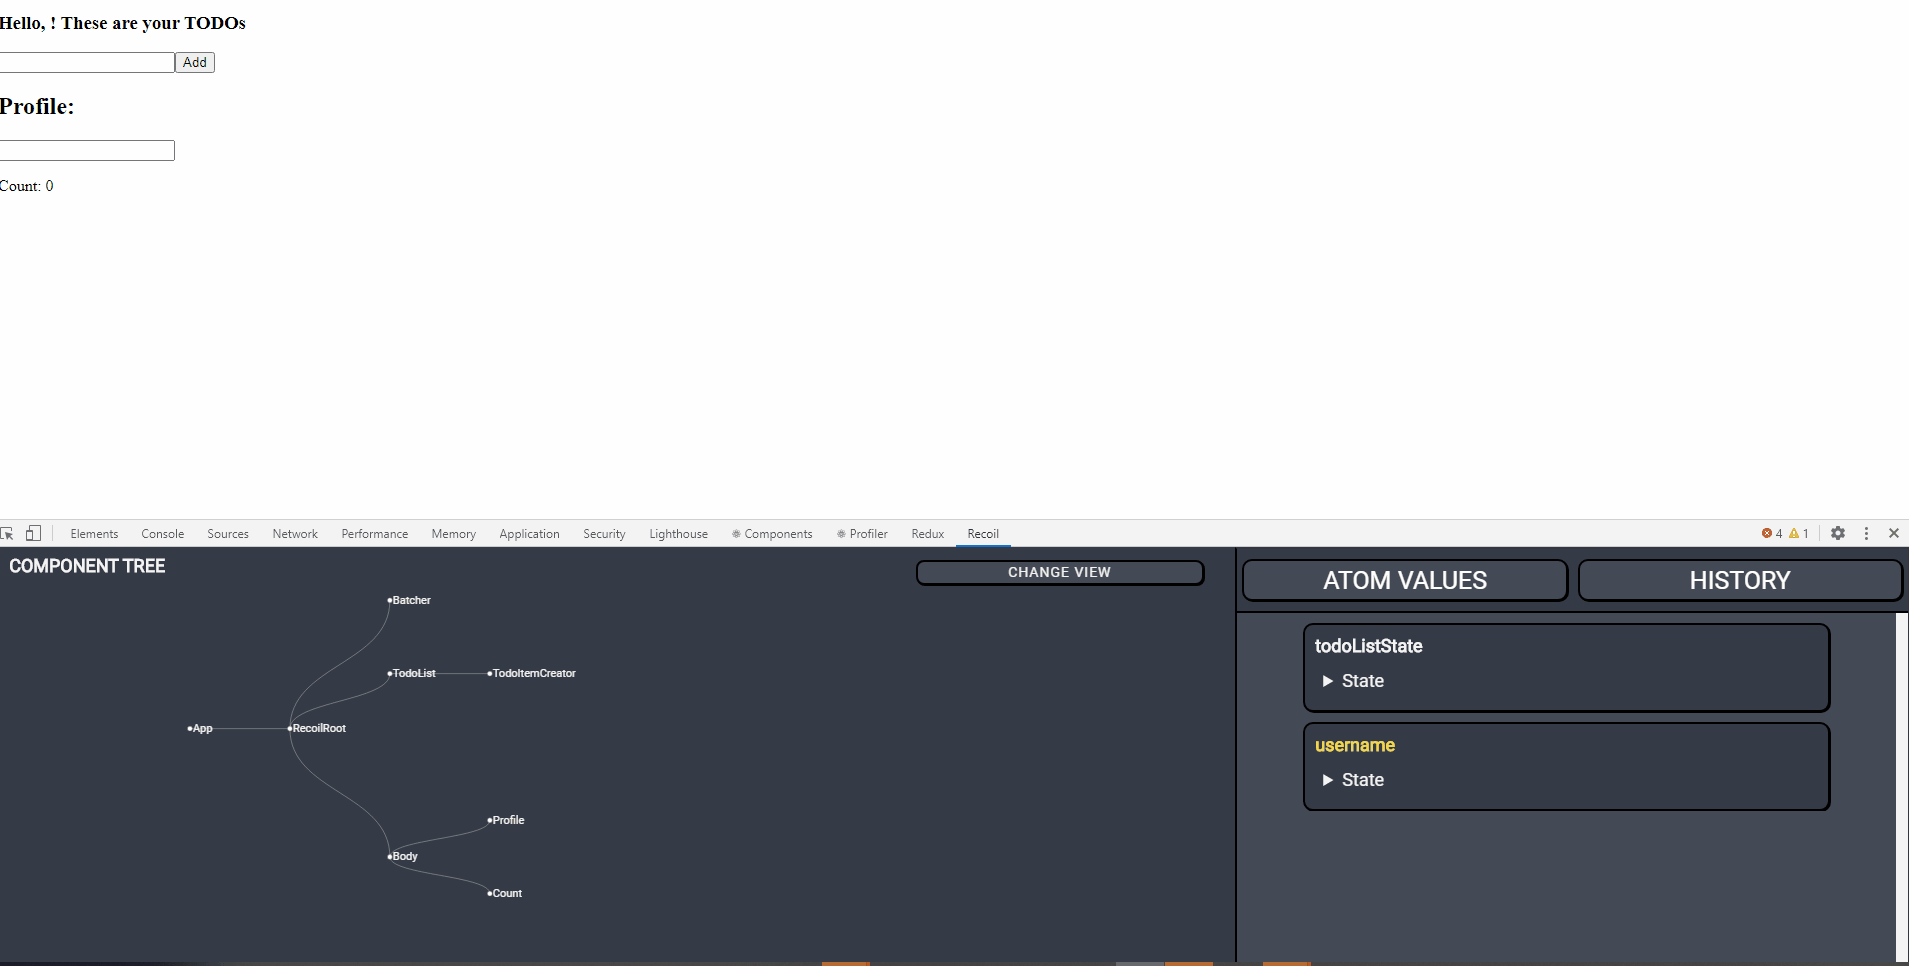 Hello, ! These are your TODOs
Add
Profile:
Count: 0
Elements Console Sources Network Performance Memory Application Security Lighthouse Components Profiler Redux Recoil 4 1
COMPONENT TREE
CHANGE VIEW
Batcher
TodoList
TodoItemCreator
App
RecoilRoot
Profile
Body
Count
ATOM VALUES
HISTORY
todoListState
State
username
State